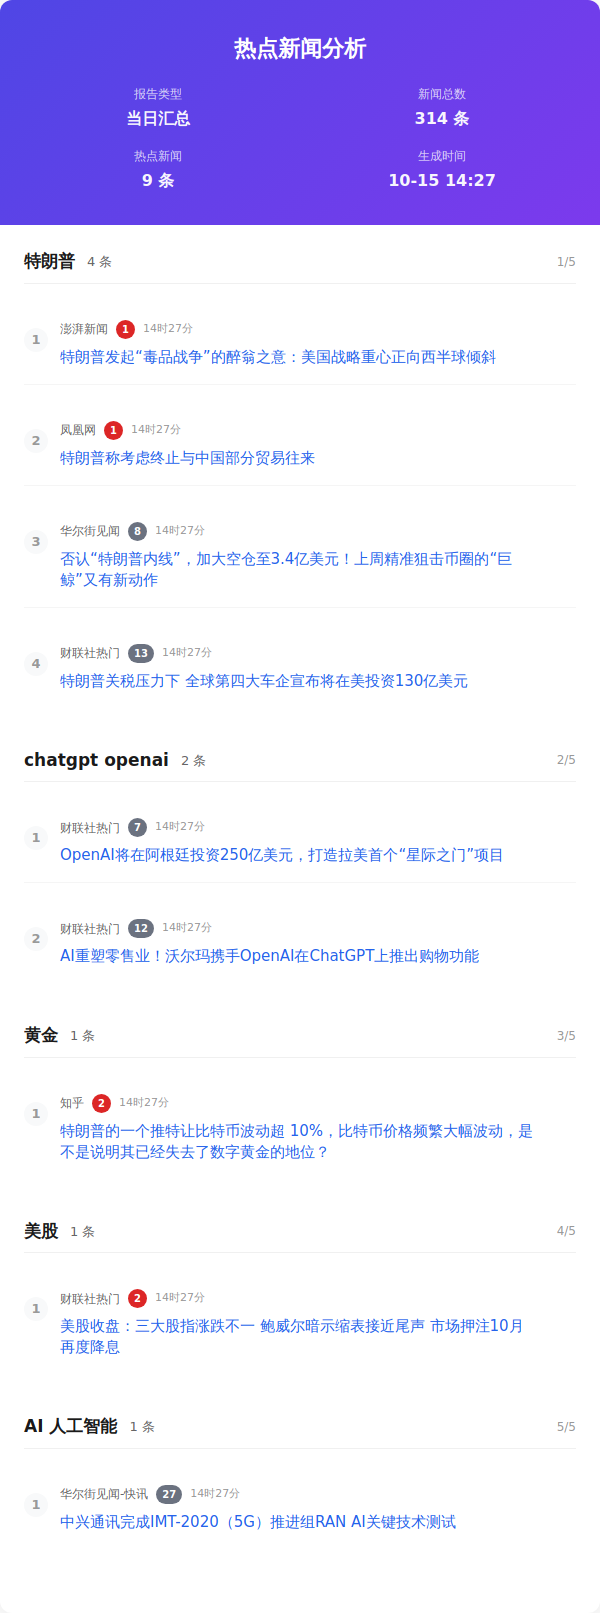 热点新闻分析
报告类型
当日汇总
新闻总数
314 条
热点新闻
9 条
生成时间
10-15 14:27
特朗普 4 条 1/5
1
澎湃新闻 1 14时27分
特朗普发起“毒品战争”的醉翁之意：美国战略重心正向西半球倾斜
2
凤凰网 1 14时27分
特朗普称考虑终止与中国部分贸易往来
3
华尔街见闻 8 14时27分
否认“特朗普内线”，加大空仓至3.4亿美元！上周精准狙击币圈的“巨
鲸”又有新动作
4
财联社热门 13 14时27分
特朗普关税压力下 全球第四大车企宣布将在美投资130亿美元
chatgpt openai 2 条 2/5
1
财联社热门 7 14时27分
OpenAI将在阿根廷投资250亿美元，打造拉美首个“星际之门”项目
2
财联社热门 12 14时27分
AI重塑零售业！沃尔玛携手OpenAI在ChatGPT上推出购物功能
黄金 1 条 3/5
1
知乎 2 14时27分
特朗普的一个推特让比特币波动超 10%，比特币价格频繁大幅波动，是
不是说明其已经失去了数字黄金的地位？
美股 1 条 4/5
1
财联社热门 2 14时27分
美股收盘：三大股指涨跌不一 鲍威尔暗示缩表接近尾声 市场押注10月
再度降息
AI 人工智能 1 条 5/5
1
华尔街见闻-快讯 27 14时27分
中兴通讯完成IMT-2020（5G）推进组RAN AI关键技术测试